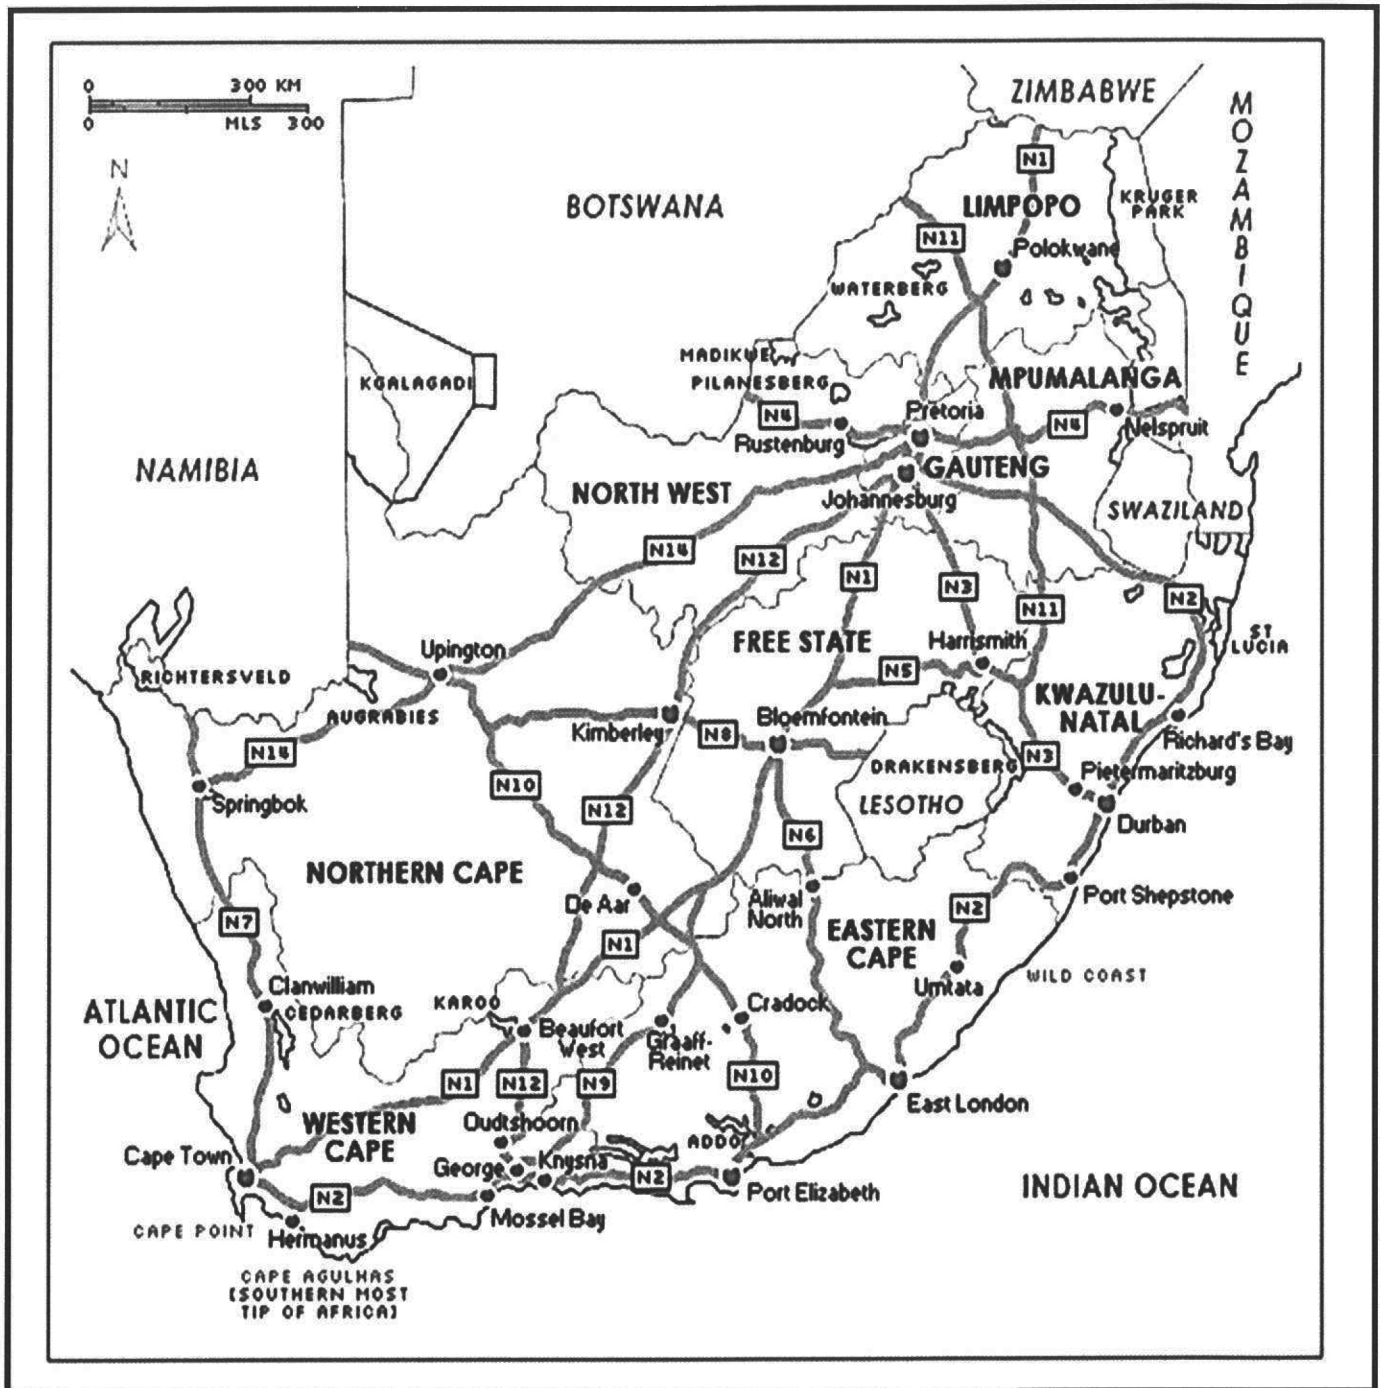 0 300 KM
0 MLS 300
N
ZIMBABWE
MOZAMBIQUE
N1
LIMPOPO
KRUGER
PARK
BOTSWANA
N11
Polokwane
WATERBERG
MADIKWE
PILANESBERG
KGALAGADI
MPUMALANGA
N4
Pretoria
N4
Nelspruit
Rustenburg
NAMIBIA
GAUTENG
NORTH WEST
Johannesburg
SWAZILAND
N14
N12
N1
N3
N11
N2
FREE STATE
Harrismith
ST
LUCIA
Upington
N5
RICHTERSVELD
KWAZULU-
NATAL
AUGRABIES
Kimberley
N8
Bloemfontein
Richard's Bay
N14
N3
DRAKENSBERG
Pietermaritzburg
N10
Springbok
LESOTHO
N12
Durban
N6
NORTHERN CAPE
De Aar
Aliwal
North
Port Shepstone
N7
N2
EASTERN
CAPE
N1
WILD COAST
Umtata
Clanwilliam
CEDARBERG
KAROO
Cradock
ATLANTIC
OCEAN
Beaufort
West
Graaff-
Reinet
N1
N12
N9
N10
East London
WESTERN
CAPE
Oudtshoorn
ADDO
Cape Town
George
Knysna
N2
N2
Port Elizabeth
INDIAN OCEAN
Mossel Bay
CAPE POINT
Hermanus
CAPE AGULHAS
(SOUTHERN MOST
TIP OF AFRICA)